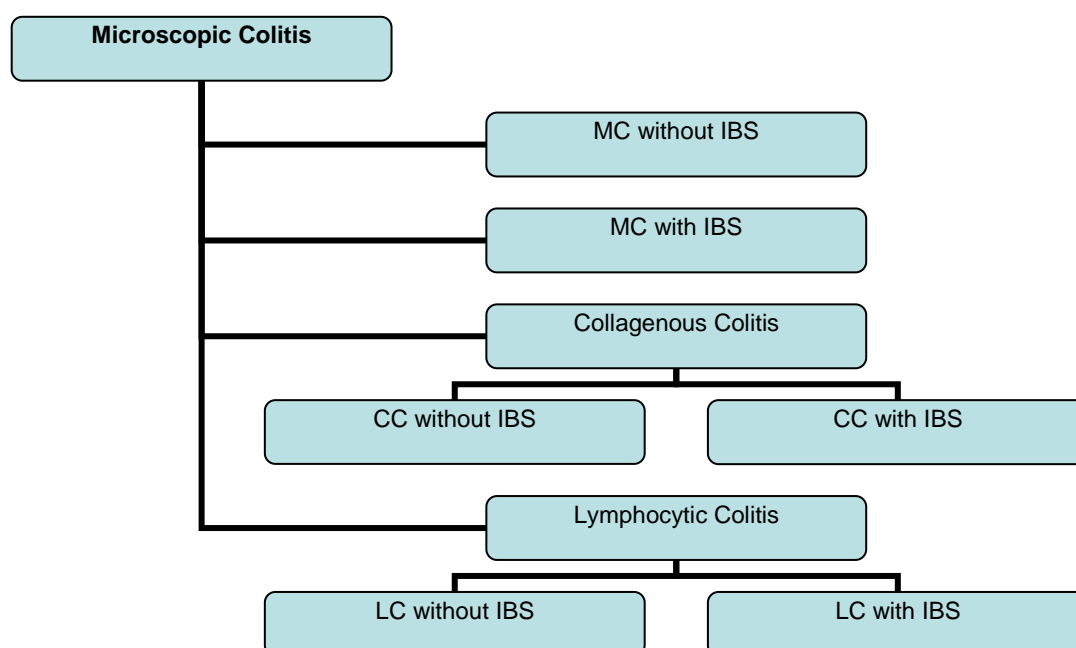 Microscopic Colitis
MC without IBS
MC with IBS
Collagenous Colitis
CC without IBS
CC with IBS
Lymphocytic Colitis
LC without IBS
LC with IBS